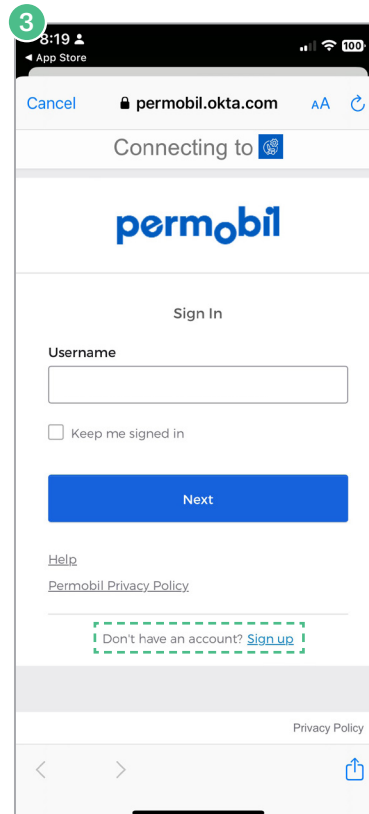 3
8:19
100
App Store
Cancel permobil.okta.com AA
Connecting to
permobil
Sign In
Username
Keep me signed in
Next
Help
Permobil Privacy Policy
Don't have an account? Sign up
Privacy Policy